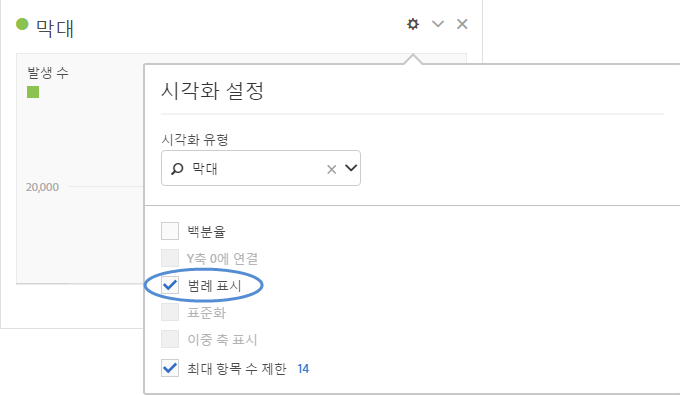 막대
발생 수
시각화 설정
시각화 유형
막대
20,000
백분율
Y축 0에 연결
범례 표시
표준화
이중 축 표시
최대 항목 수 제한 14